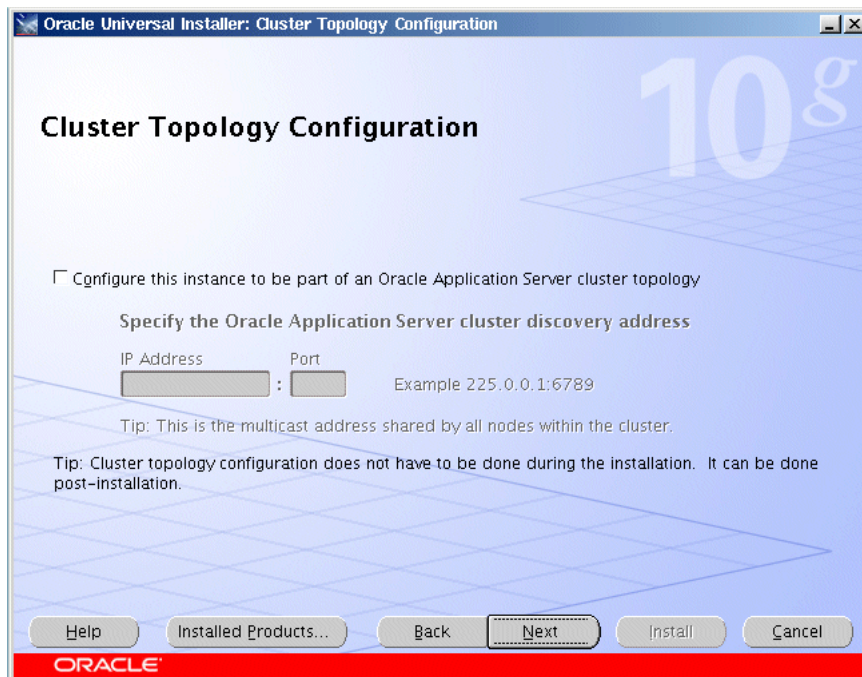 Oracle Universal Installer: Cluster Topology Configuration
10g
Cluster Topology Configuration
Configure this instance to be part of an Oracle Application Server cluster topology
Specify the Oracle Application Server cluster discovery address
IP Address Port
: Example 225.0.0.1:6789
Tip: This is the multicast address shared by all nodes within the cluster.
Tip: Cluster topology configuration does not have to be done during the installation. It can be done
post-installation.
Help Installed Products... Back Next Install Cancel
ORACLE